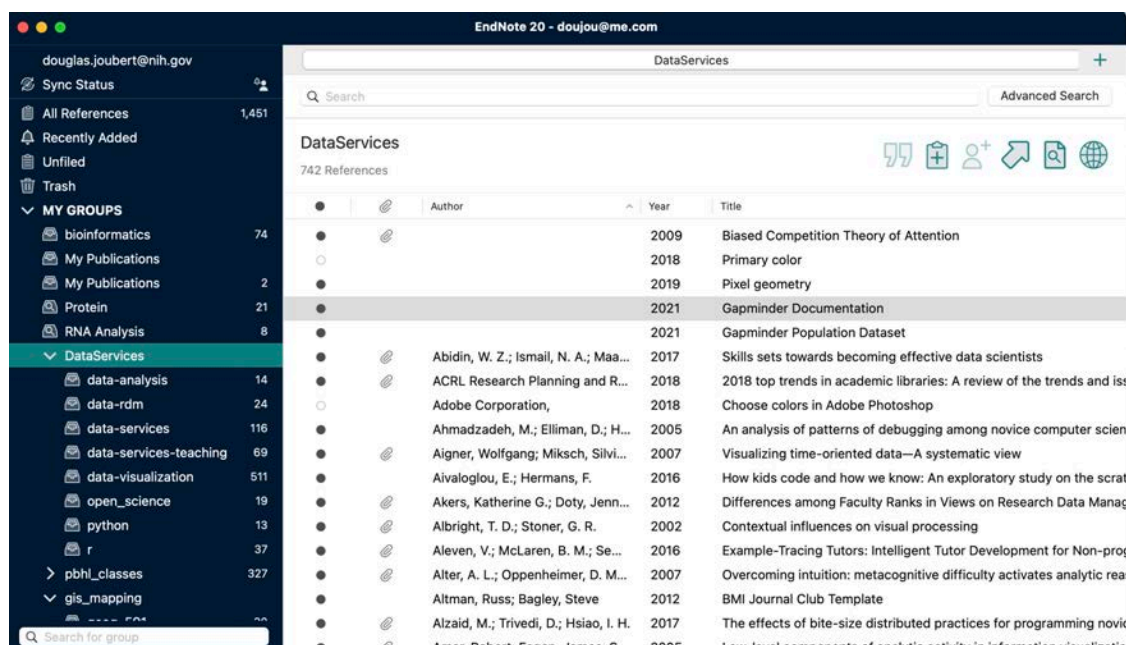 EndNote 20 - doujou@me.com
douglas.joubert@nih.gov
Sync Status
All References 1,451
Recently Added
Unfiled
Trash
MY GROUPS
bioinformatics 74
My Publications
My Publications 2
Protein 21
RNA Analysis 8
DataServices
data-analysis 14
data-rdm 24
data-services 116
data-services-teaching 69
data-visualization 511
open_science 19
python 13
r 37
pbhl_classes 327
gis_mapping
Search for group
DataServices
Search
Advanced Search
DataServices
742 References
Author Year Title
2009 Biased Competition Theory of Attention
2018 Primary color
2019 Pixel geometry
2021 Gapminder Documentation
2021 Gapminder Population Dataset
Abidin, W. Z.; Ismail, N. A.; Maa... 2017 Skills sets towards becoming effective data scientists
ACRL Research Planning and R... 2018 2018 top trends in academic libraries: A review of the trends and iss
Adobe Corporation, 2018 Choose colors in Adobe Photoshop
Ahmadzadeh, M.; Elliman, D.; H... 2005 An analysis of patterns of debugging among novice computer scien
Aigner, Wolfgang; Miksch, Silvi... 2007 Visualizing time-oriented data—A systematic view
Aivaloglou, E.; Hermans, F. 2016 How kids code and how we know: An exploratory study on the scrat
Akers, Katherine G.; Doty, Jenn... 2012 Differences among Faculty Ranks in Views on Research Data Manag
Albright, T. D.; Stoner, G. R. 2002 Contextual influences on visual processing
Aleven, V.; McLaren, B. M.; Se... 2016 Example-Tracing Tutors: Intelligent Tutor Development for Non-prog
Alter, A. L.; Oppenheimer, D. M... 2007 Overcoming intuition: metacognitive difficulty activates analytic rea
Altman, Russ; Bagley, Steve 2012 BMI Journal Club Template
Alzaid, M.; Trivedi, D.; Hsiao, I. H. 2017 The effects of bite-size distributed practices for programming novic